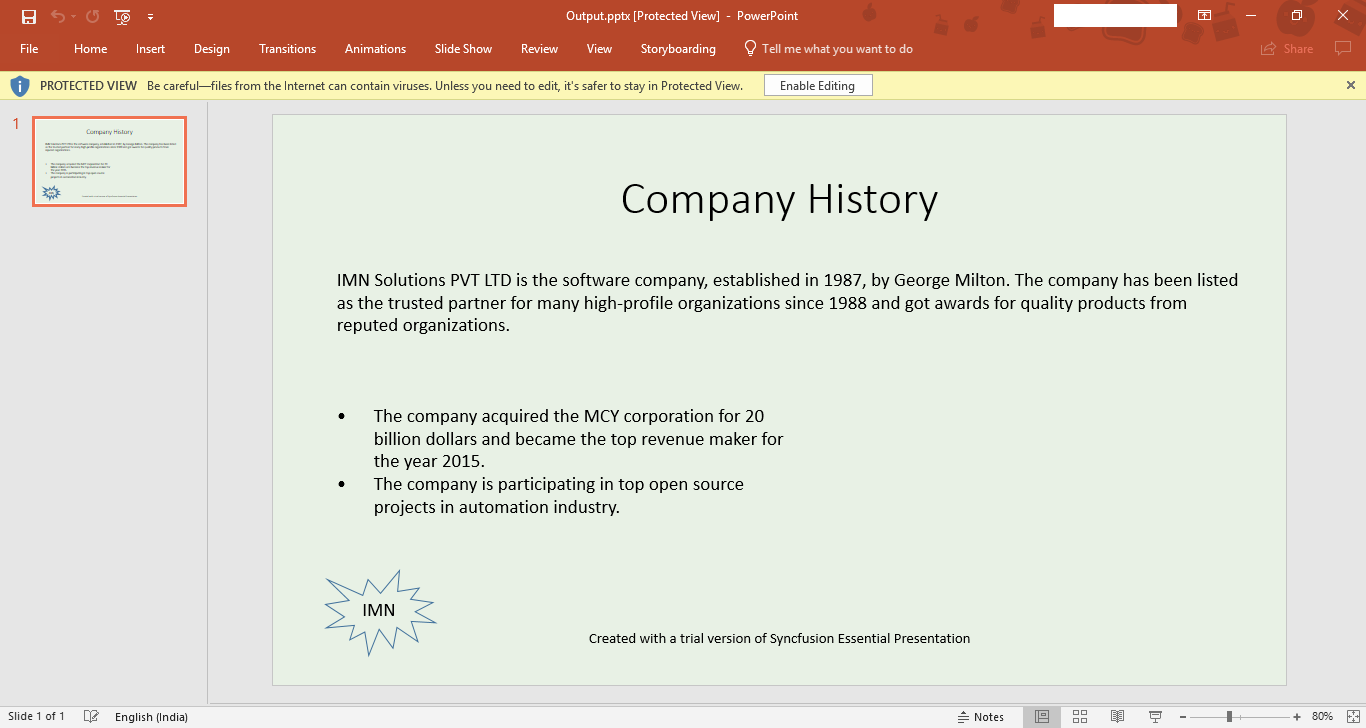 Output.pptx [Protected View] - PowerPoint
File Home Insert Design Transitions Animations Slide Show Review View Storyboarding Tell me what you want to do Share
PROTECTED VIEW Be careful—files from the Internet can contain viruses. Unless you need to edit, it's safer to stay in Protected View. Enable Editing
1
Company History
Company History
IMN Solutions PVT LTD is the software company, established in 1987, by George Milton. The company has been listed
as the trusted partner for many high-profile organizations since 1988 and got awards for quality products from
reputed organizations.
• The company acquired the MCY corporation for 20
billion dollars and became the top revenue maker for
the year 2015.
• The company is participating in top open source
projects in automation industry.
IMN
Created with a trial version of Syncfusion Essential Presentation
Slide 1 of 1 English (India) Notes 80%